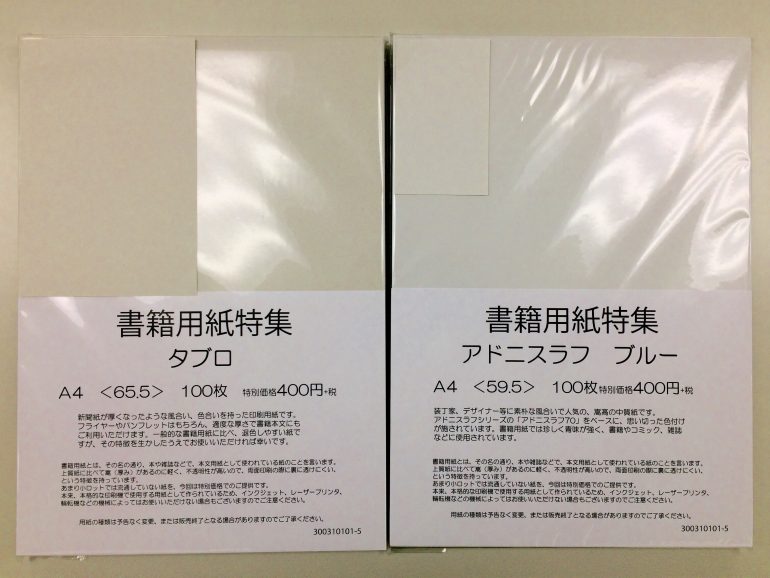 書籍用紙特集
タブロ
A4 <65.5> 100枚 特別価格400円+税
新聞紙が厚くなったような風合い、色合いを持った印刷用紙です。
フライヤーやパンフレットはもちろん、適度な厚さで書籍本文にも
ご利用いただけます。一般的な書籍用紙に比べ、退色しやすい紙で
すが、その特徴を生かしたうえでお使いいただければ幸いです。
書籍用紙とは、その名の通り、本や雑誌などで、本文用紙として使われている紙のことを言います。
上質紙に比べて嵩（厚み）があるのに軽く、不透明性が高いので、両面印刷の際に裏に透けにくい、
という特徴を持っています。
あまり小ロットでは流通していない紙を、今回は特別価格でのご提供です。
本来、本格的な印刷機で使用する用紙として作られているため、インクジェット、レーザープリンタ、
輪転機などの機械によってはお使いいただけない場合もございますのでご注意ください。
用紙の種類は予告なく変更、または販売終了となる場合がありますのでご了承ください。
300310101-5
書籍用紙特集
アドニスラフ ブルー
A4 <59.5> 100枚 特別価格400円+税
装丁家、デザイナー等に素朴な風合いで人気の、嵩高の中質紙です。
アドニスラフシリーズの「アドニスラフ70」をベースに、思い切った色付け
が施されています。書籍用紙では珍しく青味が強く、書籍やコミック、雑誌
などに使用されています。
書籍用紙とは、その名の通り、本や雑誌などで、本文用紙として使われている紙のことを言います。
上質紙に比べて嵩（厚み）があるのに軽く、不透明性が高いので、両面印刷の際に裏に透けにくい、
という特徴を持っています。
あまり小ロットでは流通していない紙を、今回は特別価格でのご提供です。
本来、本格的な印刷機で使用する用紙として作られているため、インクジェット、レーザープリンタ、
輪転機などの機械によってはお使いいただけない場合もございますのでご注意ください。
用紙の種類は予告なく変更、または販売終了となる場合がありますのでご了承ください。
300310101-5